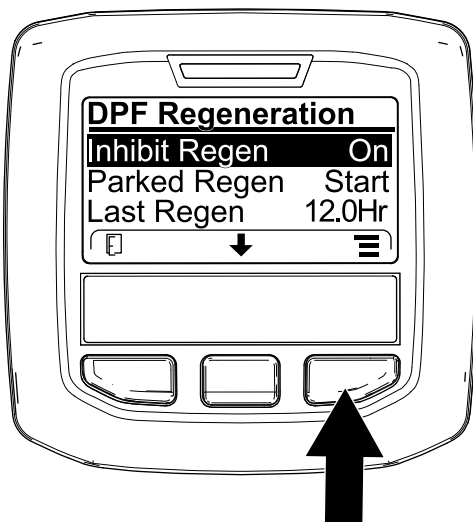 DPF Regeneration
Inhibit Regen On
Parked Regen Start
Last Regen 12.0Hr